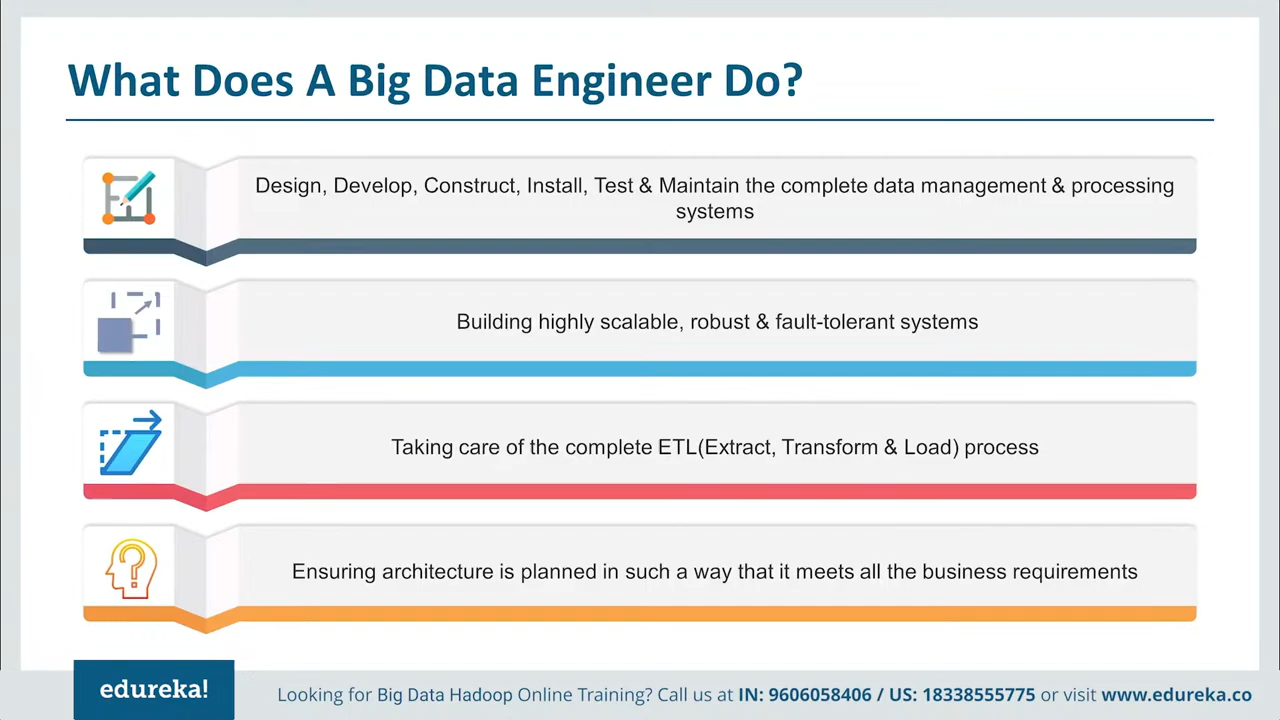 What Does A Big Data Engineer Do?
Design, Develop, Construct, Install, Test & Maintain the complete data management & processing
systems
Building highly scalable, robust & fault-tolerant systems
Taking care of the complete ETL(Extract, Transform & Load) process
Ensuring architecture is planned in such a way that it meets all the business requirements
edureka!
Looking for Big Data Hadoop Online Training? Call us at IN: 9606058406 / US: 18338555775 or visit www.edureka.co